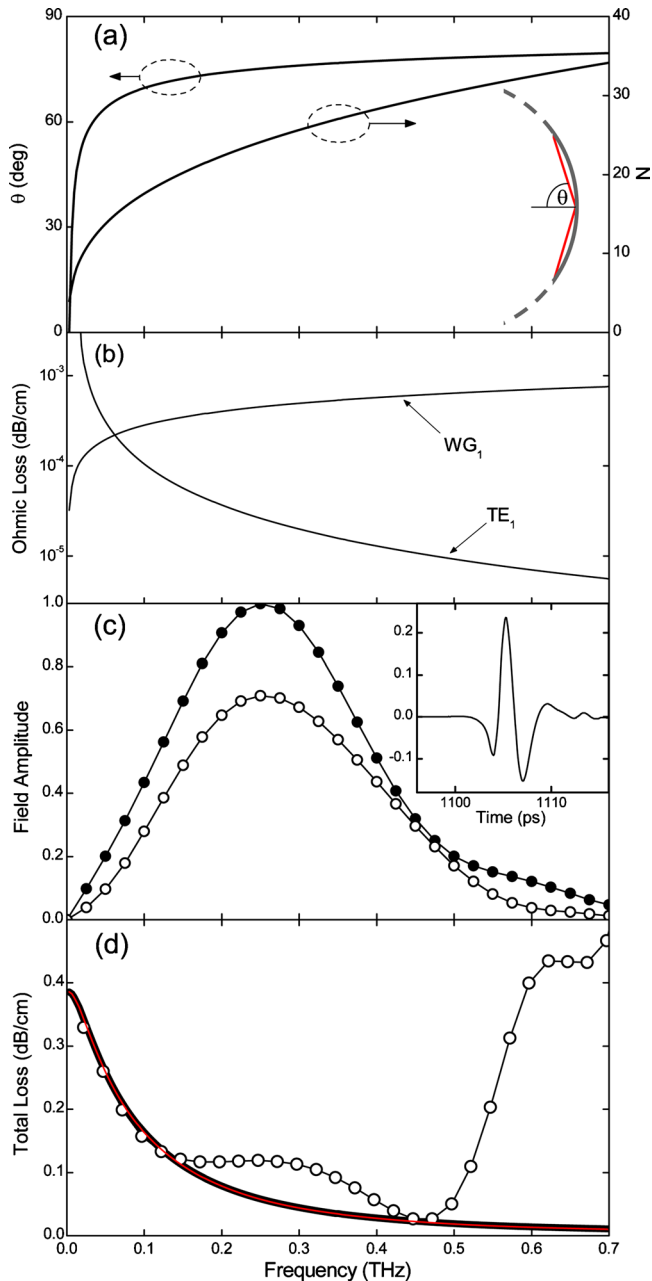 (a)
90
60
30
0
θ (deg)
40
30
20
10
0
N
θ
(b)
10⁻³
10⁻⁴
10⁻⁵
Ohmic Loss (dB/cm)
WG₁
TE₁
(c)
1.0
0.8
0.6
0.4
0.2
0.0
Field Amplitude
0.2
0.1
0.0
-0.1
1100
1110
Time (ps)
(d)
0.4
0.3
0.2
0.1
0.0
Total Loss (dB/cm)
0.0 0.1 0.2 0.3 0.4 0.5 0.6 0.7
Frequency (THz)